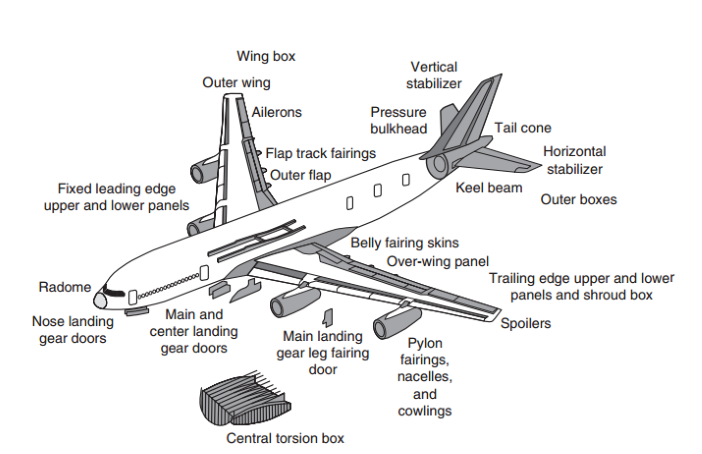 Wing box
Vertical
stabilizer
Outer wing
Ailerons
Pressure
bulkhead
Tail cone
Flap track fairings
Horizontal
stabilizer
Outer flap
Fixed leading edge
upper and lower panels
Keel beam
Outer boxes
Belly fairing skins
Over-wing panel
Radome
Trailing edge upper and lower
panels and shroud box
Nose landing
gear doors
Main and
center landing
gear doors
Spoilers
Main landing
gear leg fairing
door
Pylon
fairings,
nacelles,
and
cowlings
Central torsion box